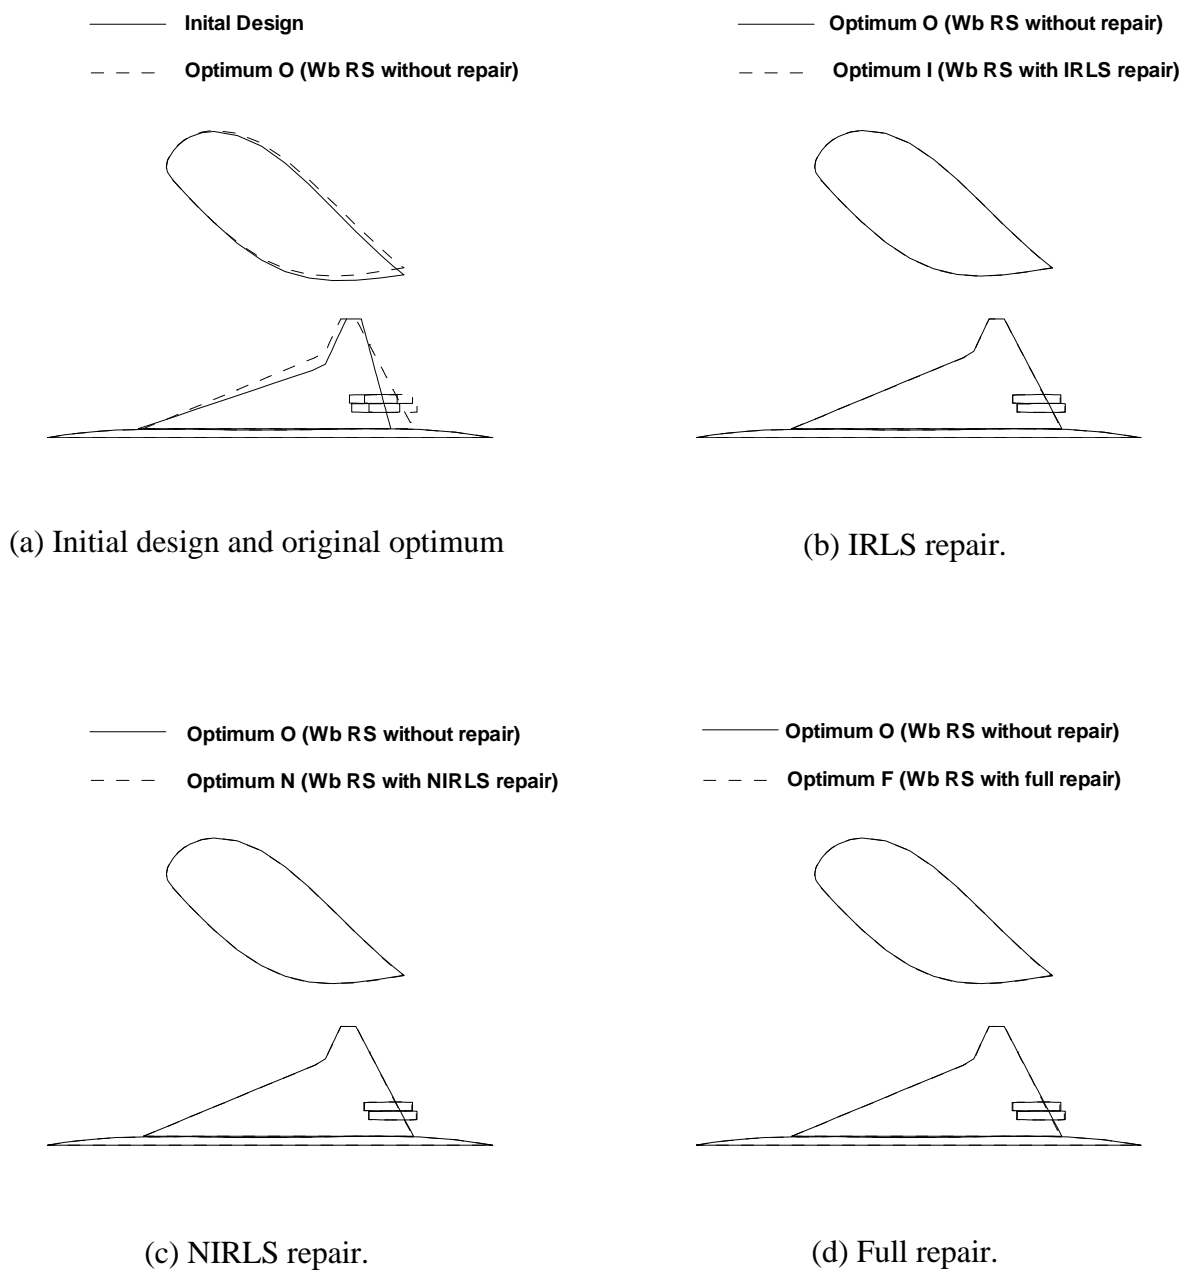 Inital Design
Optimum O (Wb RS without repair)
Optimum O (Wb RS without repair)
Optimum I (Wb RS with IRLS repair)
(a) Initial design and original optimum
(b) IRLS repair.
Optimum O (Wb RS without repair)
Optimum N (Wb RS with NIRLS repair)
Optimum O (Wb RS without repair)
Optimum F (Wb RS with full repair)
(c) NIRLS repair.
(d) Full repair.